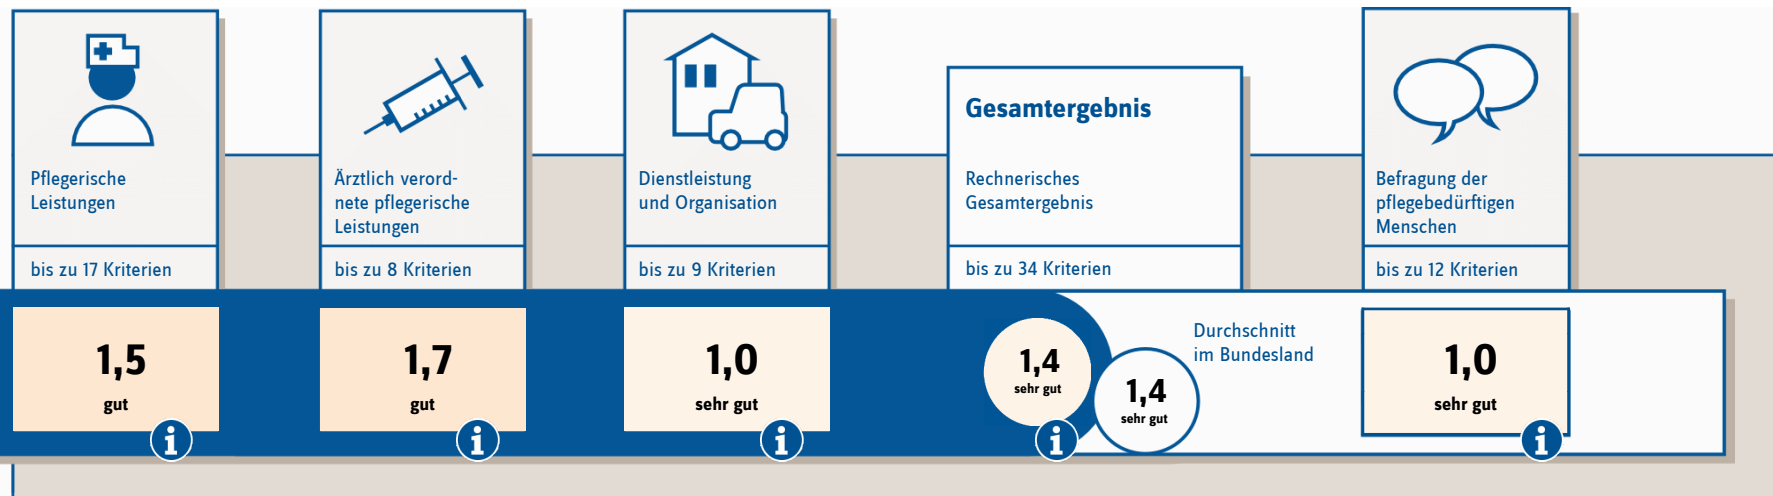 Pflegerische
Leistungen
bis zu 17 Kriterien
1,5
gut
i
Ärztlich verord-
nete pflegerische
Leistungen
bis zu 8 Kriterien
1,7
gut
i
Dienstleistung
und Organisation
bis zu 9 Kriterien
1,0
sehr gut
i
Gesamtergebnis
Rechnerisches
Gesamtergebnis
bis zu 34 Kriterien
1,4
sehr gut
i
Durchschnitt
im Bundesland
1,4
sehr gut
Befragung der
pflegebedürftigen
Menschen
bis zu 12 Kriterien
1,0
sehr gut
i